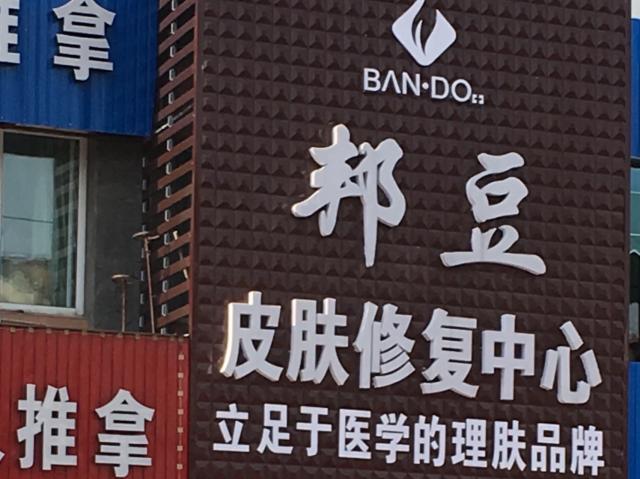 推拿
BAN·DO
邦豆
皮肤修复中心
立足于医学的理肤品牌
推拿